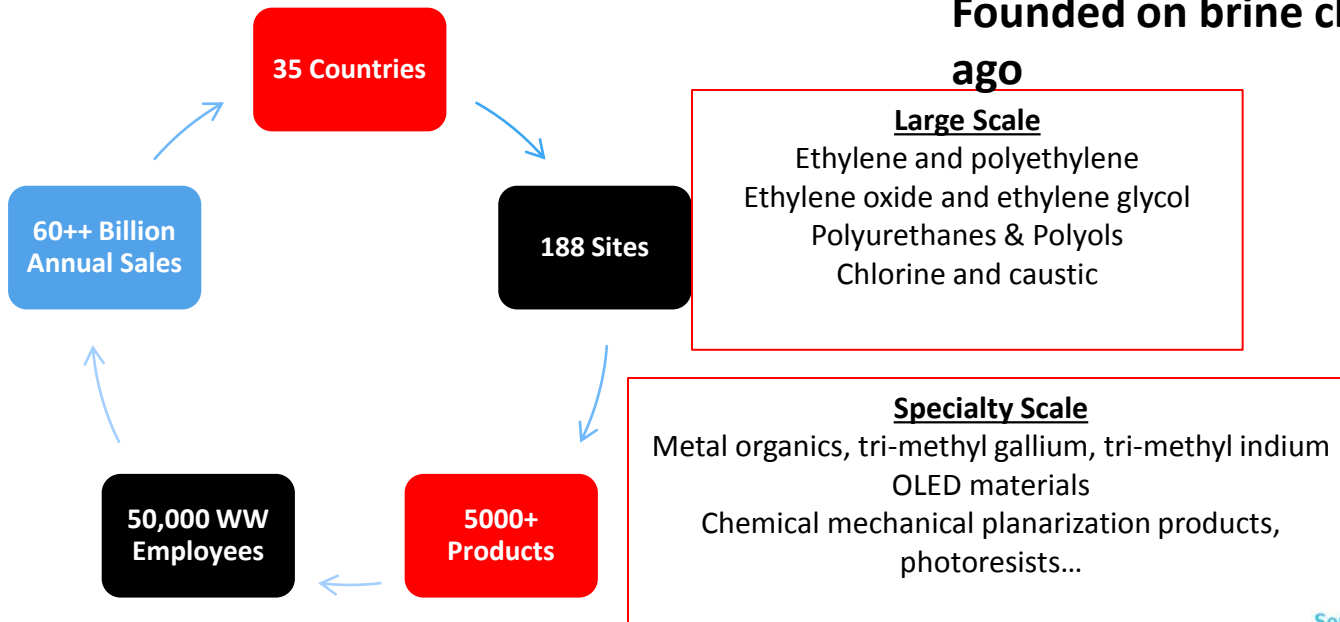 Founded on brine
ago
35 Countries
Large Scale
Ethylene and polyethylene
Ethylene oxide and ethylene glycol
Polyurethanes & Polyols
Chlorine and caustic
60++ Billion
Annual Sales
188 Sites
Specialty Scale
Metal organics, tri-methyl gallium, tri-methyl indium
OLED materials
Chemical mechanical planarization products,
photoresists…
50,000 WW
Employees
5000+
Products